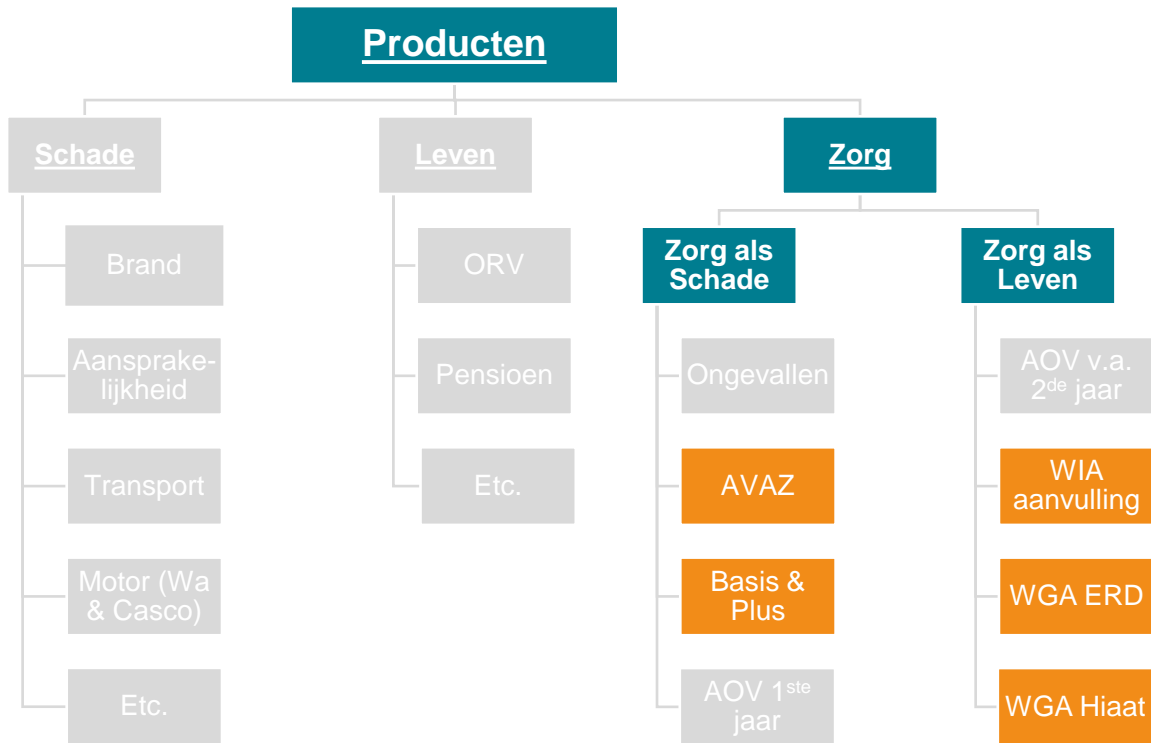 Producten
Schade
Leven
Zorg
Zorg als
Schade
Zorg als
Leven
Brand
ORV
Aansprake-
lijkheid
Pensioen
Ongevallen
AOV v.a.
2de jaar
Transport
Etc.
AVAZ
WIA
aanvulling
Motor (Wa
& Casco)
Basis &
Plus
WGA ERD
Etc.
AOV 1ste
jaar
WGA Hiaat